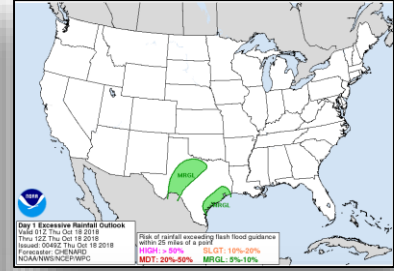 MRGL
MRGL
NOAA
Day 1 Excessive Rainfall Outlook
Valid 01Z Thu Oct 18 2018
Thru 12Z Thu Oct 18 2018
Issued: 0049Z Thu Oct 18 2018
Forecaster: CHENARD
NOAA/NWS/NCEP/WPC
Risk of rainfall exceeding flash flood guidance
within 25 miles of a point
HIGH: > 50% SLGT: 10%-20%
MDT: 20%-50% MRGL: 5%-10%